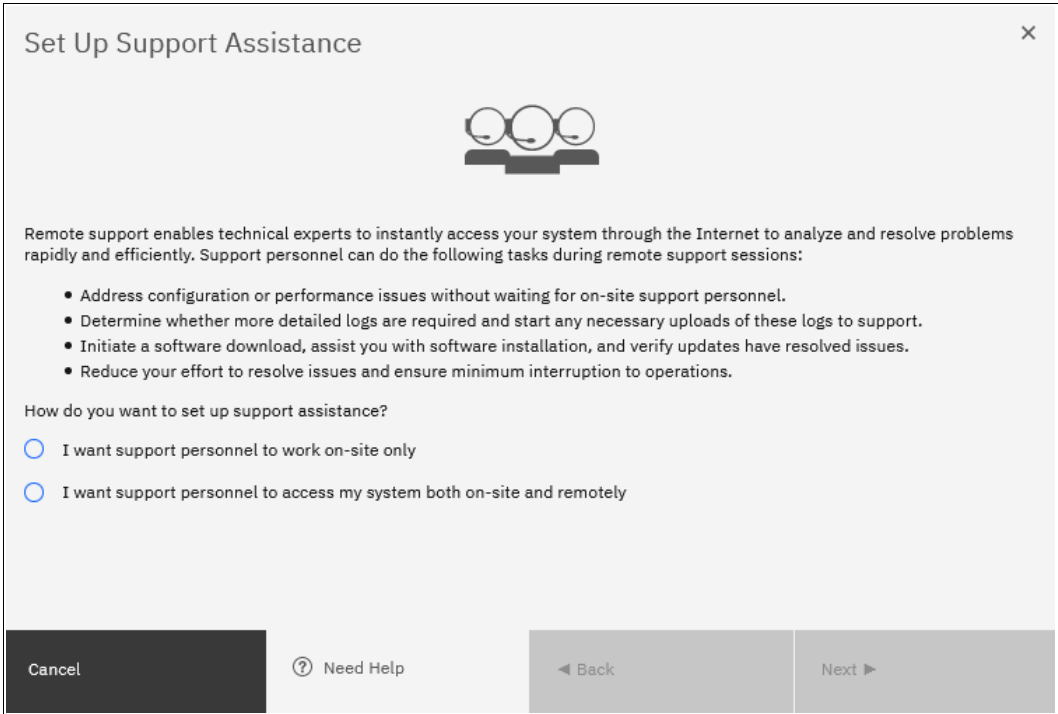 Set Up Support Assistance
Remote support enables technical experts to instantly access your system through the Internet to analyze and resolve problems
rapidly and efficiently. Support personnel can do the following tasks during remote support sessions:
• Address configuration or performance issues without waiting for on-site support personnel.
• Determine whether more detailed logs are required and start any necessary uploads of these logs to support.
• Initiate a software download, assist you with software installation, and verify updates have resolved issues.
• Reduce your effort to resolve issues and ensure minimum interruption to operations.
How do you want to set up support assistance?
I want support personnel to work on-site only
I want support personnel to access my system both on-site and remotely
Cancel
? Need Help
◄ Back
Next ►